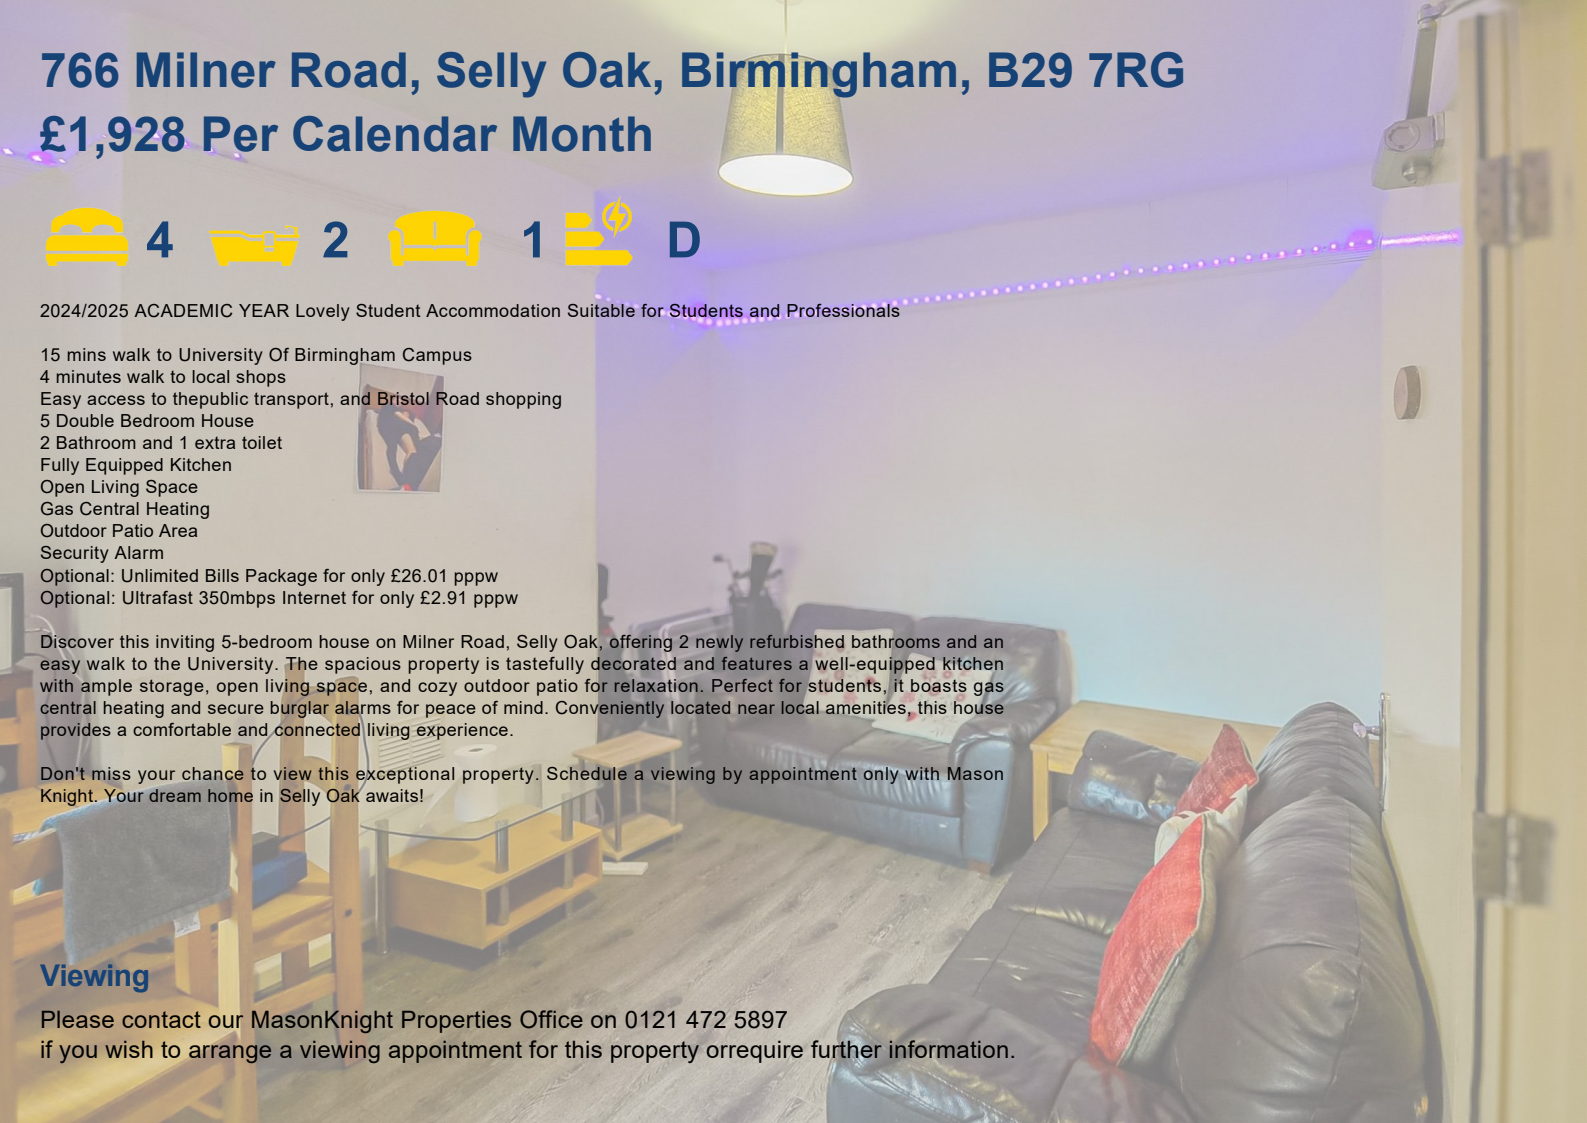 766 Milner Road, Selly Oak, Birmingham, B29 7RG
£1,928 Per Calendar Month
4 2 1 D
2024/2025 ACADEMIC YEAR Lovely Student Accommodation Suitable for Students and Professionals
15 mins walk to University Of Birmingham Campus
4 minutes walk to local shops
Easy access to thepublic transport, and Bristol Road shopping
5 Double Bedroom House
2 Bathroom and 1 extra toilet
Fully Equipped Kitchen
Open Living Space
Gas Central Heating
Outdoor Patio Area
Security Alarm
Optional: Unlimited Bills Package for only £26.01 pppw
Optional: Ultrafast 350mbps Internet for only £2.91 pppw
Discover this inviting 5-bedroom house on Milner Road, Selly Oak, offering 2 newly refurbished bathrooms and an
easy walk to the University. The spacious property is tastefully decorated and features a well-equipped kitchen
with ample storage, open living space, and cozy outdoor patio for relaxation. Perfect for students, it boasts gas
central heating and secure burglar alarms for peace of mind. Conveniently located near local amenities, this house
provides a comfortable and connected living experience.
Don't miss your chance to view this exceptional property. Schedule a viewing by appointment only with Mason
Knight. Your dream home in Selly Oak awaits!
Viewing
Please contact our MasonKnight Properties Office on 0121 472 5897
if you wish to arrange a viewing appointment for this property orrequire further information.